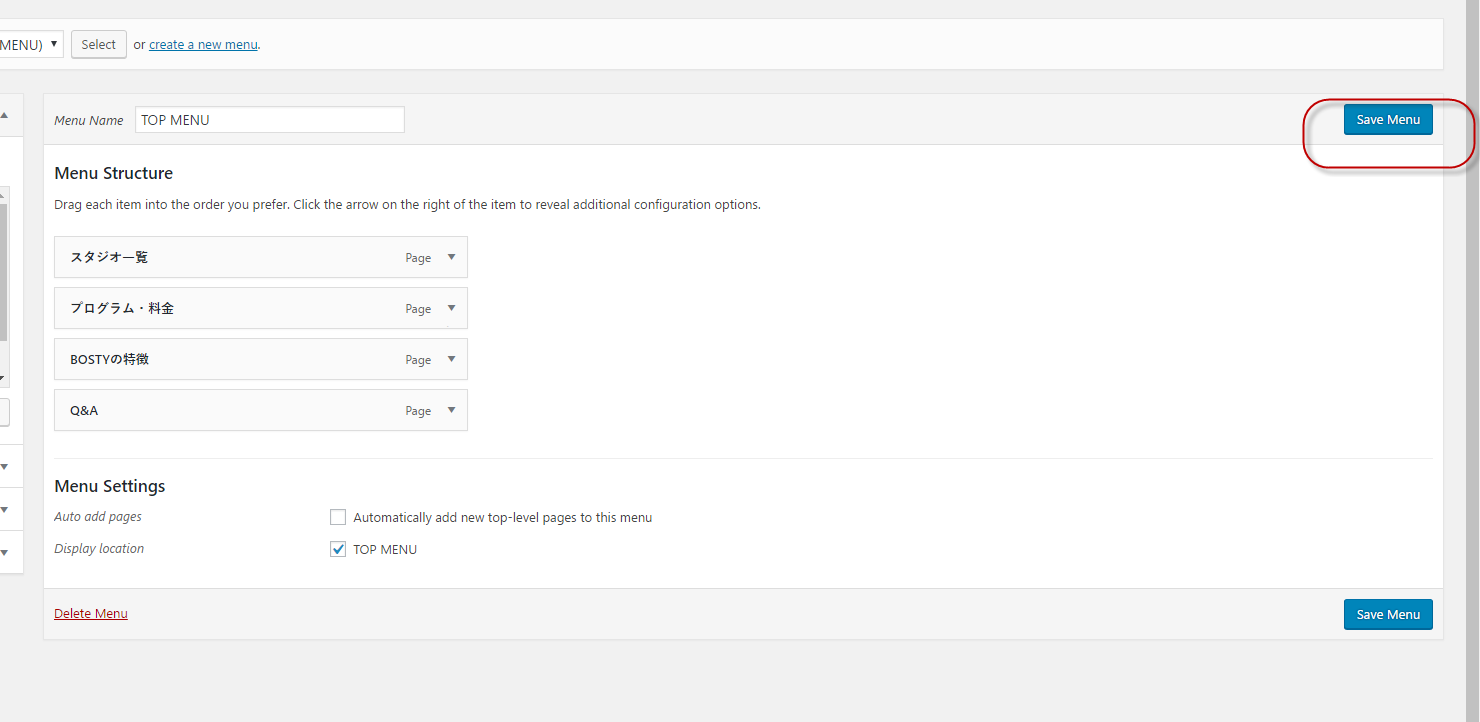 MENU) Select or create a new menu.
Menu Name TOP MENU Save Menu
Menu Structure
Drag each item into the order you prefer. Click the arrow on the right of the item to reveal additional configuration options.
スタジオ一覧 Page
プログラム・料金 Page
BOSTYの特徴 Page
Q&A Page
Menu Settings
Auto add pages Automatically add new top-level pages to this menu
Display location TOP MENU
Delete Menu Save Menu